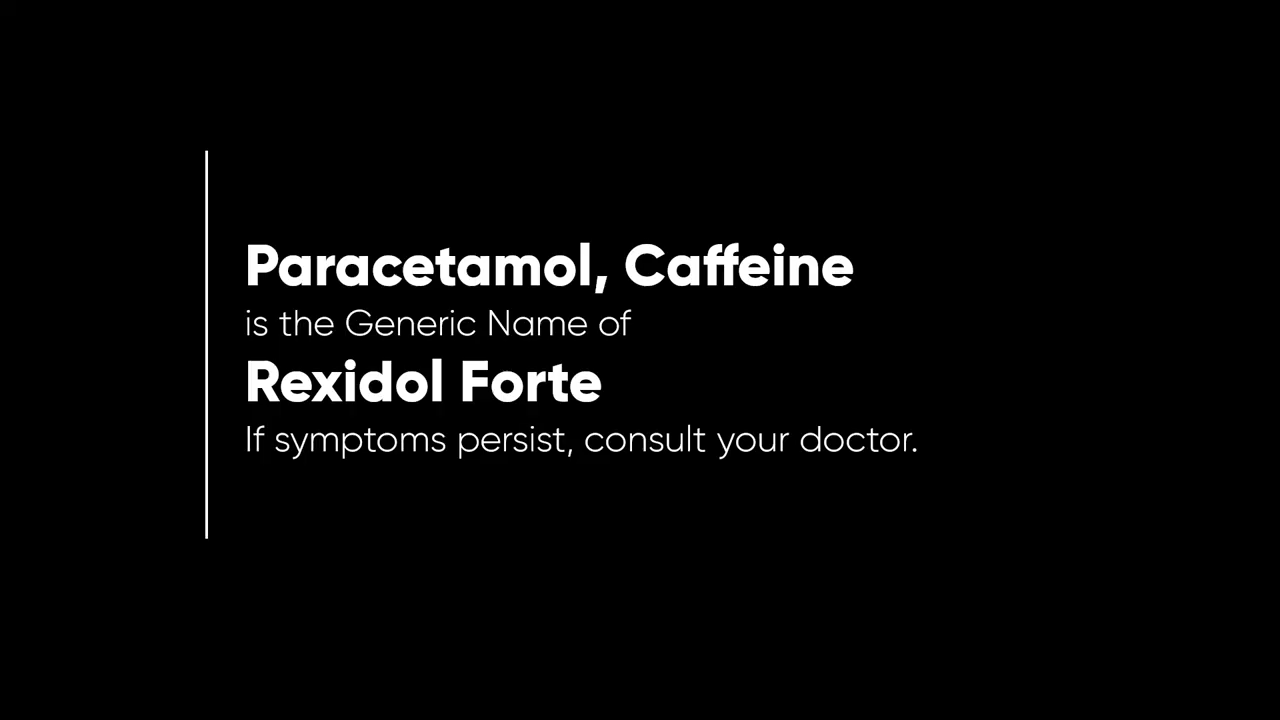 Paracetamol, Caffeine
is the Generic Name of
Rexidol Forte
If symptoms persist, consult your doctor.